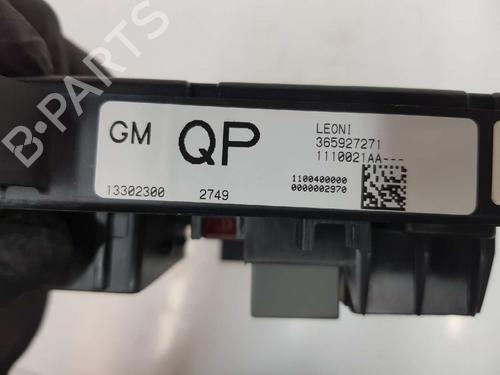 GM QP LEONI
365927271
1110021AA---
1100400000
13302300 2749 0000002970
B-PARTS